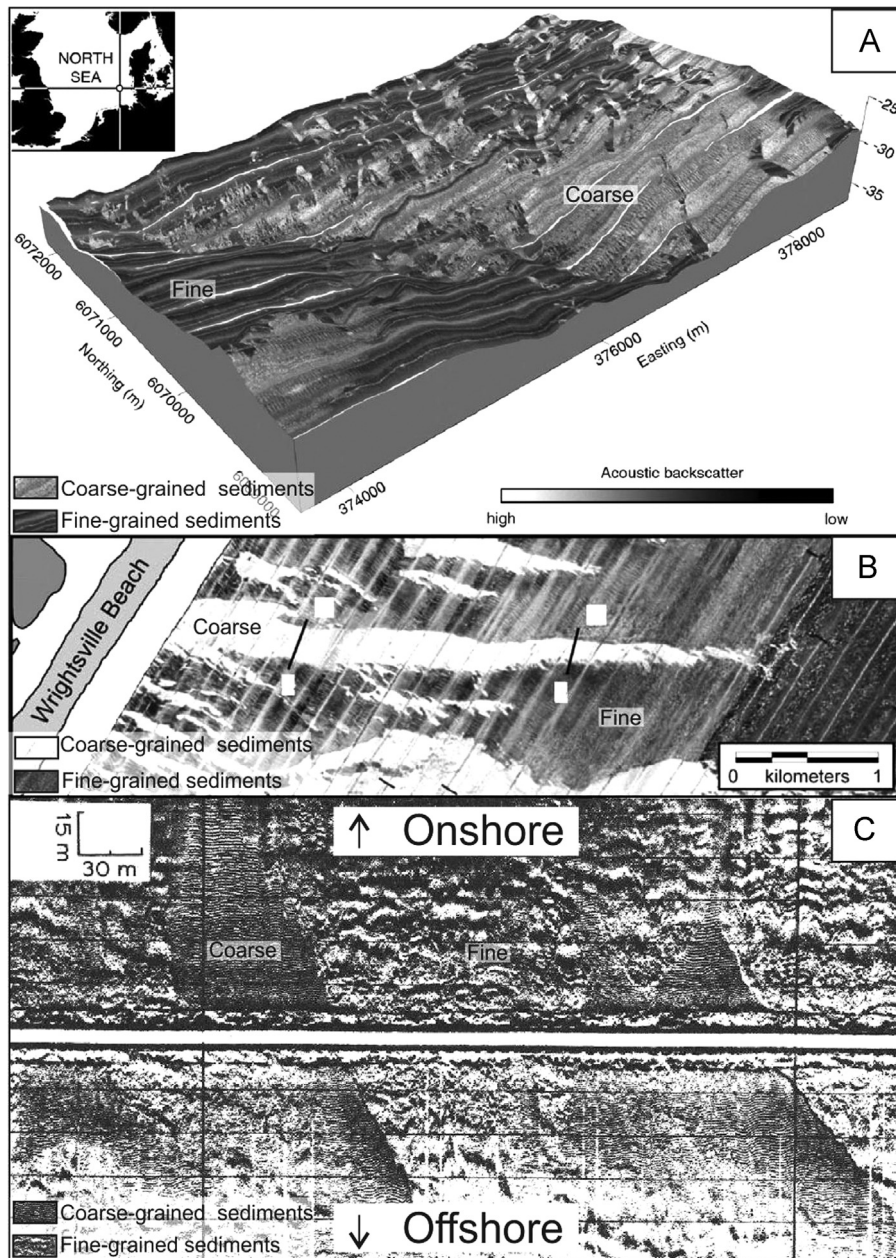 NORTH
SEA
A
-25
-30
-35
Coarse
Fine
6072000
6071000
6070000
Northing (m)
378000
376000
374000
Easting (m)
Coarse-grained sediments
Fine-grained sediments
Acoustic backscatter
high
low
B
Wrightsville Beach
Coarse
Fine
Coarse-grained sediments
Fine-grained sediments
0 kilometers 1
C
15 m
30 m
↑ Onshore
Coarse
Fine
Coarse-grained sediments
Fine-grained sediments
↓ Offshore